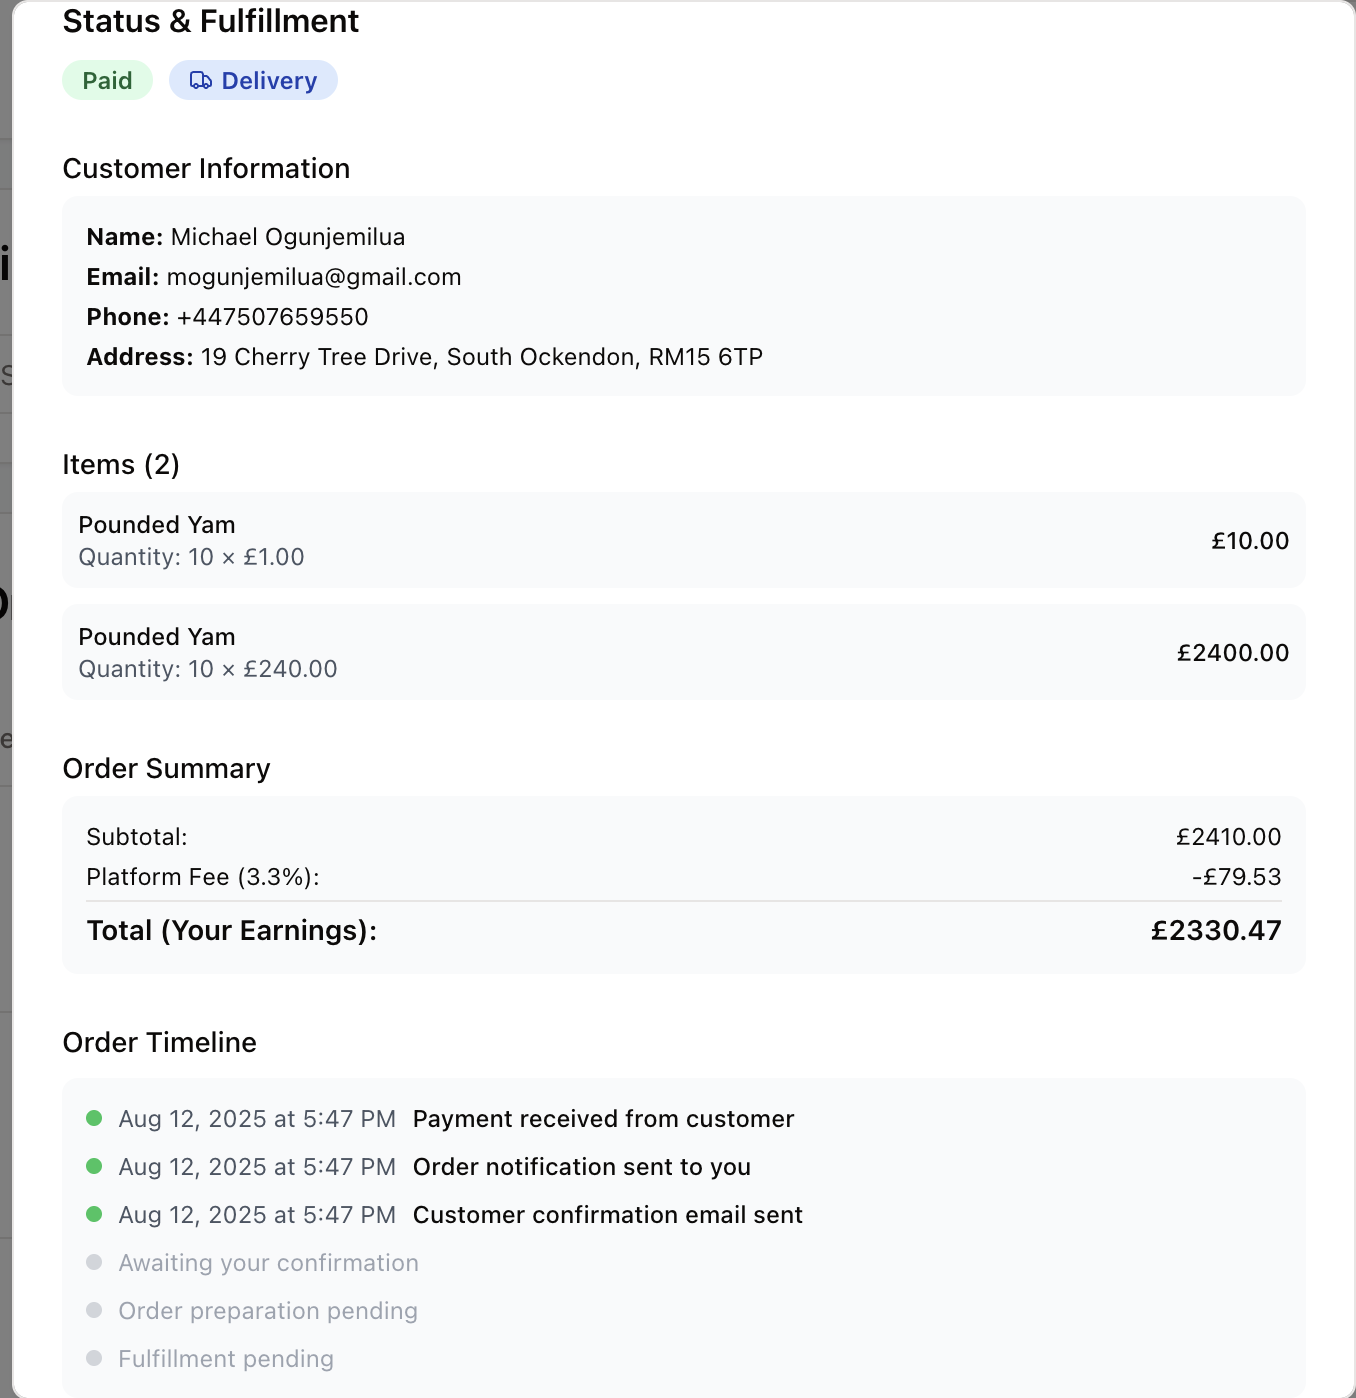 Status & Fulfillment
Paid
Delivery
Customer Information
Name: Michael Ogunjemilua
Email: mogunjemilua@gmail.com
Phone: +447507659550
Address: 19 Cherry Tree Drive, South Ockendon, RM15 6TP
Items (2)
Pounded Yam
Quantity: 10 × £1.00
£10.00
Pounded Yam
Quantity: 10 × £240.00
£2400.00
Order Summary
Subtotal: £2410.00
Platform Fee (3.3%): -£79.53
Total (Your Earnings): £2330.47
Order Timeline
Aug 12, 2025 at 5:47 PM Payment received from customer
Aug 12, 2025 at 5:47 PM Order notification sent to you
Aug 12, 2025 at 5:47 PM Customer confirmation email sent
Awaiting your confirmation
Order preparation pending
Fulfillment pending